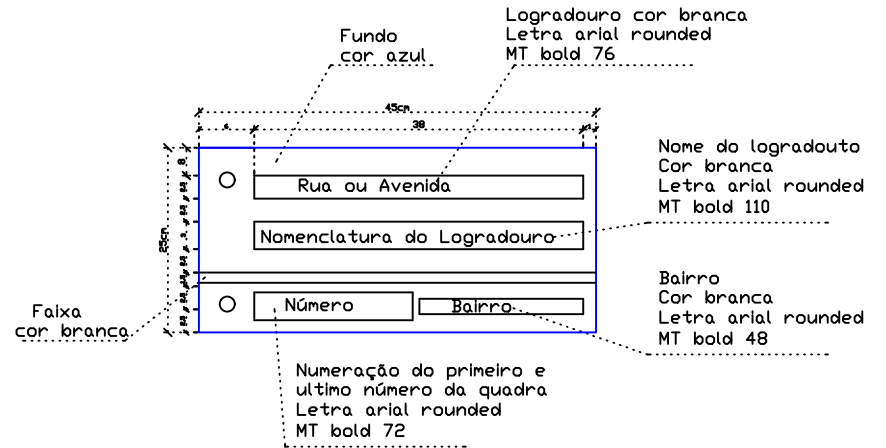 Logradouro cor branca
Letra arial rounded
MT bold 76
Fundo
cor azul
45cm
38
25cm
Rua ou Avenida
Nomenclatura do Logradouro
Número
Bairro
Nome do logradouto
Cor branca
Letra arial rounded
MT bold 110
Bairro
Cor branca
Letra arial rounded
MT bold 48
Faixa
cor branca
Numeração do primeiro e
ultimo número da quadra
Letra arial rounded
MT bold 72